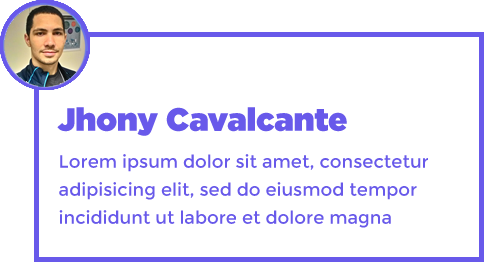 Jhony Cavalcante
Lorem ipsum dolor sit amet, consectetur
adipisicing elit, sed do eiusmod tempor
incididunt ut labore et dolore magna